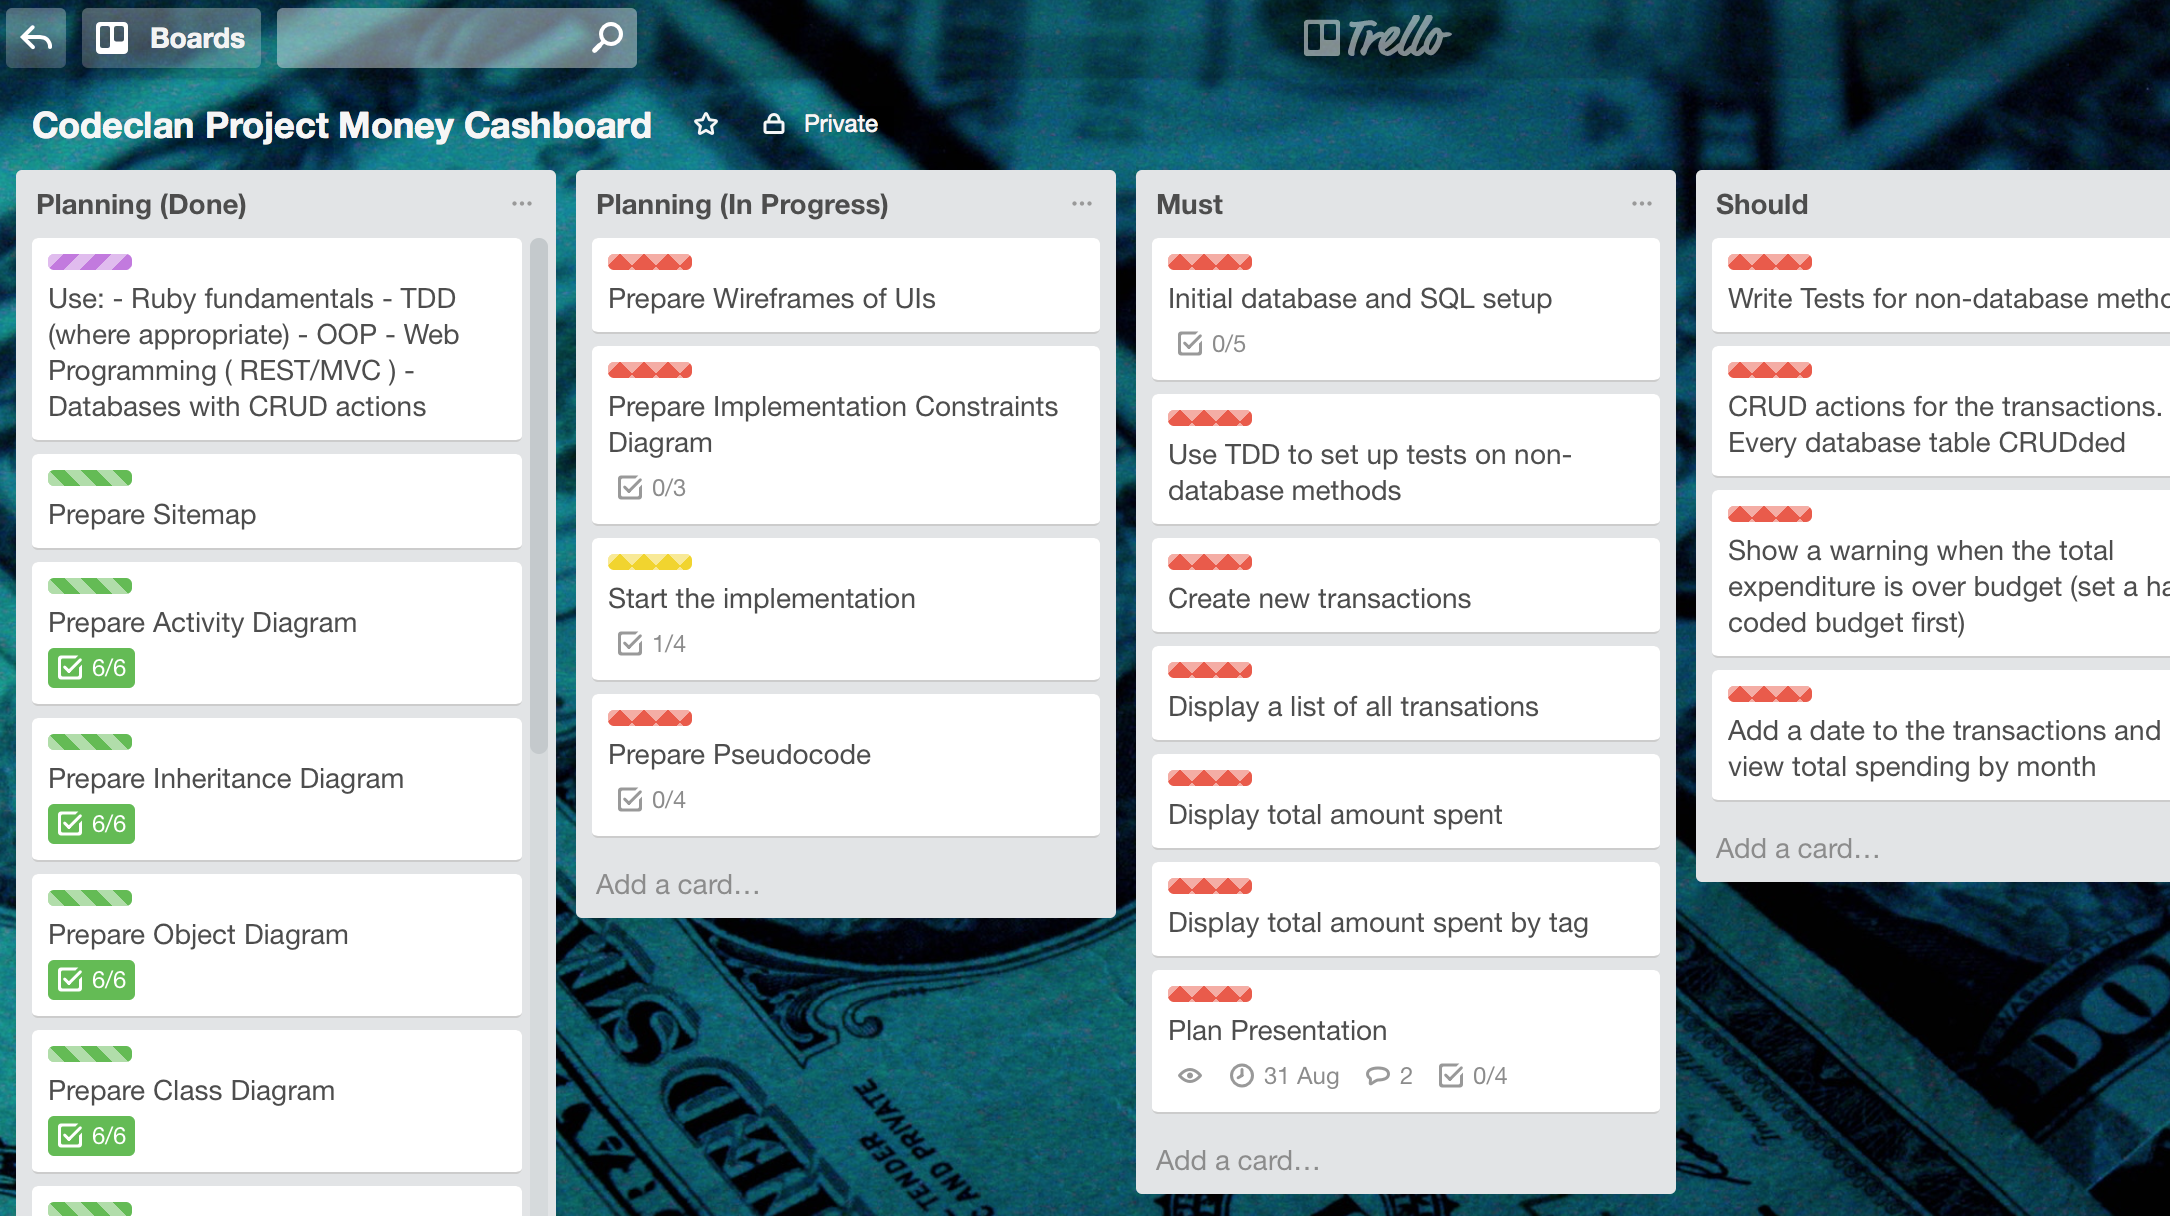 Boards
Trello
Codeclan Project Money Cashboard
Private
Planning (Done)
Use: - Ruby fundamentals - TDD
(where appropriate) - OOP - Web
Programming ( REST/MVC ) -
Databases with CRUD actions
Prepare Sitemap
Prepare Activity Diagram
6/6
Prepare Inheritance Diagram
6/6
Prepare Object Diagram
6/6
Prepare Class Diagram
6/6
Planning (In Progress)
Prepare Wireframes of UIs
Prepare Implementation Constraints
Diagram
0/3
Start the implementation
1/4
Prepare Pseudocode
0/4
Add a card…
Must
Initial database and SQL setup
0/5
Use TDD to set up tests on non-
database methods
Create new transactions
Display a list of all transations
Display total amount spent
Display total amount spent by tag
Plan Presentation
31 Aug 2 0/4
Add a card…
Should
Write Tests for non-database metho
CRUD actions for the transactions.
Every database table CRUDded
Show a warning when the total
expenditure is over budget (set a ha
coded budget first)
Add a date to the transactions and
view total spending by month
Add a card…
TENDER
AND PRIVATE
WASHINGTON